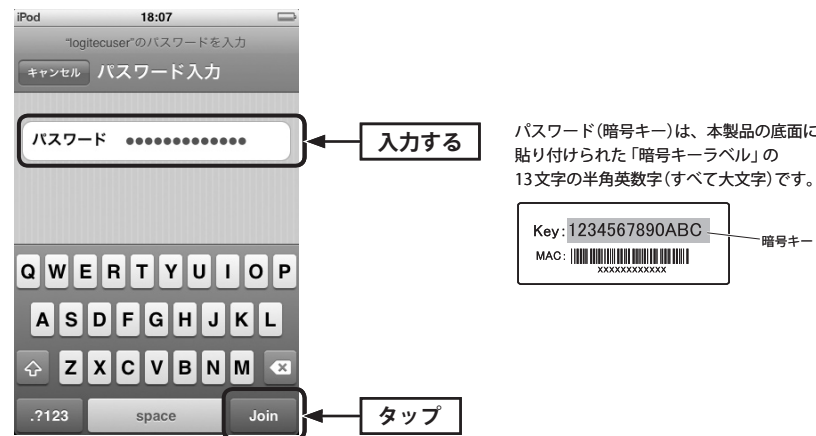 iPod 18:07
"logitecuser"のパスワードを入力
キャンセル パスワード入力
パスワード ●●●●●●●●●●●●●
入力する
Q W E R T Y U I O P
A S D F G H J K L
Z X C V B N M
.?123 space Join
タップ
パスワード(暗号キー)は、本製品の底面に
貼り付けられた「暗号キーラベル」の
13文字の半角英数字(すべて大文字)です。
Key:1234567890ABC
暗号キー
MAC:
XXXXXXXXXXXX